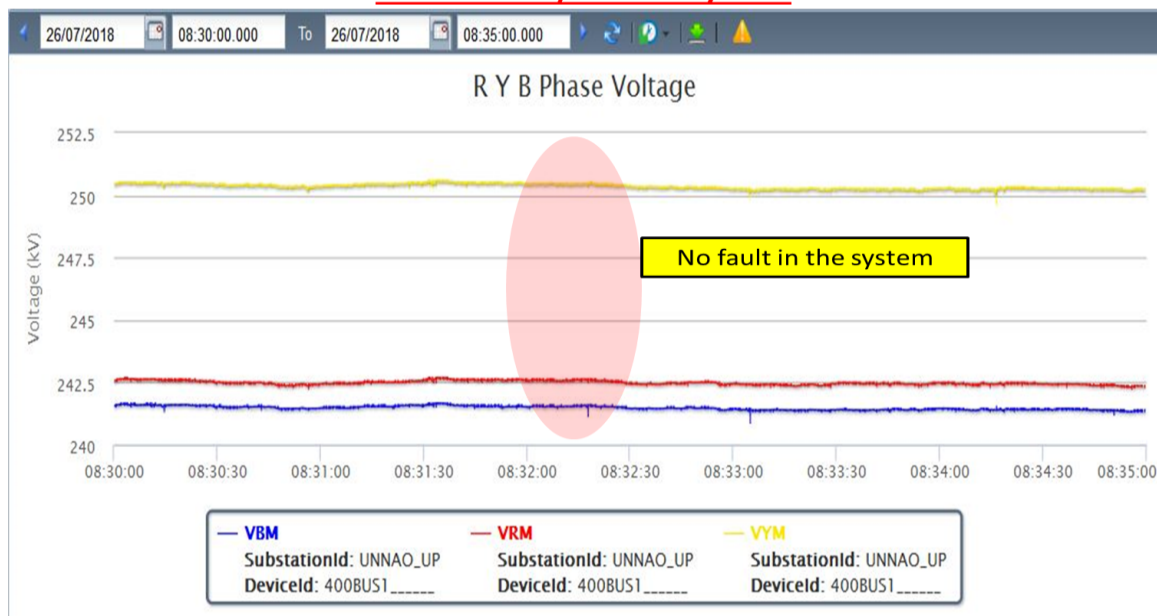 26/07/2018 08:30:00.000 To 26/07/2018 08:35:00.000
R Y B Phase Voltage
Voltage (kV)
252.5
250
247.5
245
242.5
240
No fault in the system
08:30:00 08:30:30 08:31:00 08:31:30 08:32:00 08:32:30 08:33:00 08:33:30 08:34:00 08:34:30 08:35:00
VBM VRM VYM
SubstationId: UNNAO_UP SubstationId: UNNAO_UP SubstationId: UNNAO_UP
DeviceId: 400BUS1______ DeviceId: 400BUS1______ DeviceId: 400BUS1______